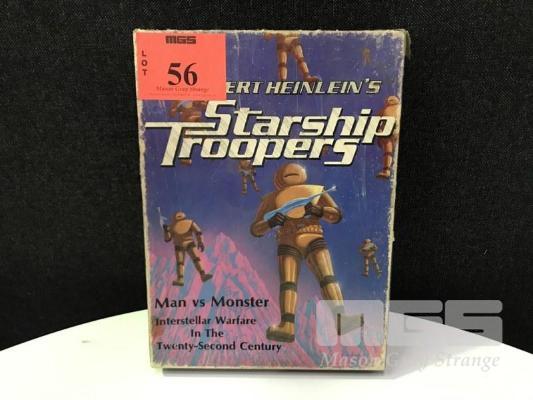 MGS
LOT
56
Mason Gray Strange
ERT HEINLEIN'S
Starship
Troopers
Man vs Monster
Interstellar Warfare
In The
Twenty-Second Century
MGS
Mason Gray Strange